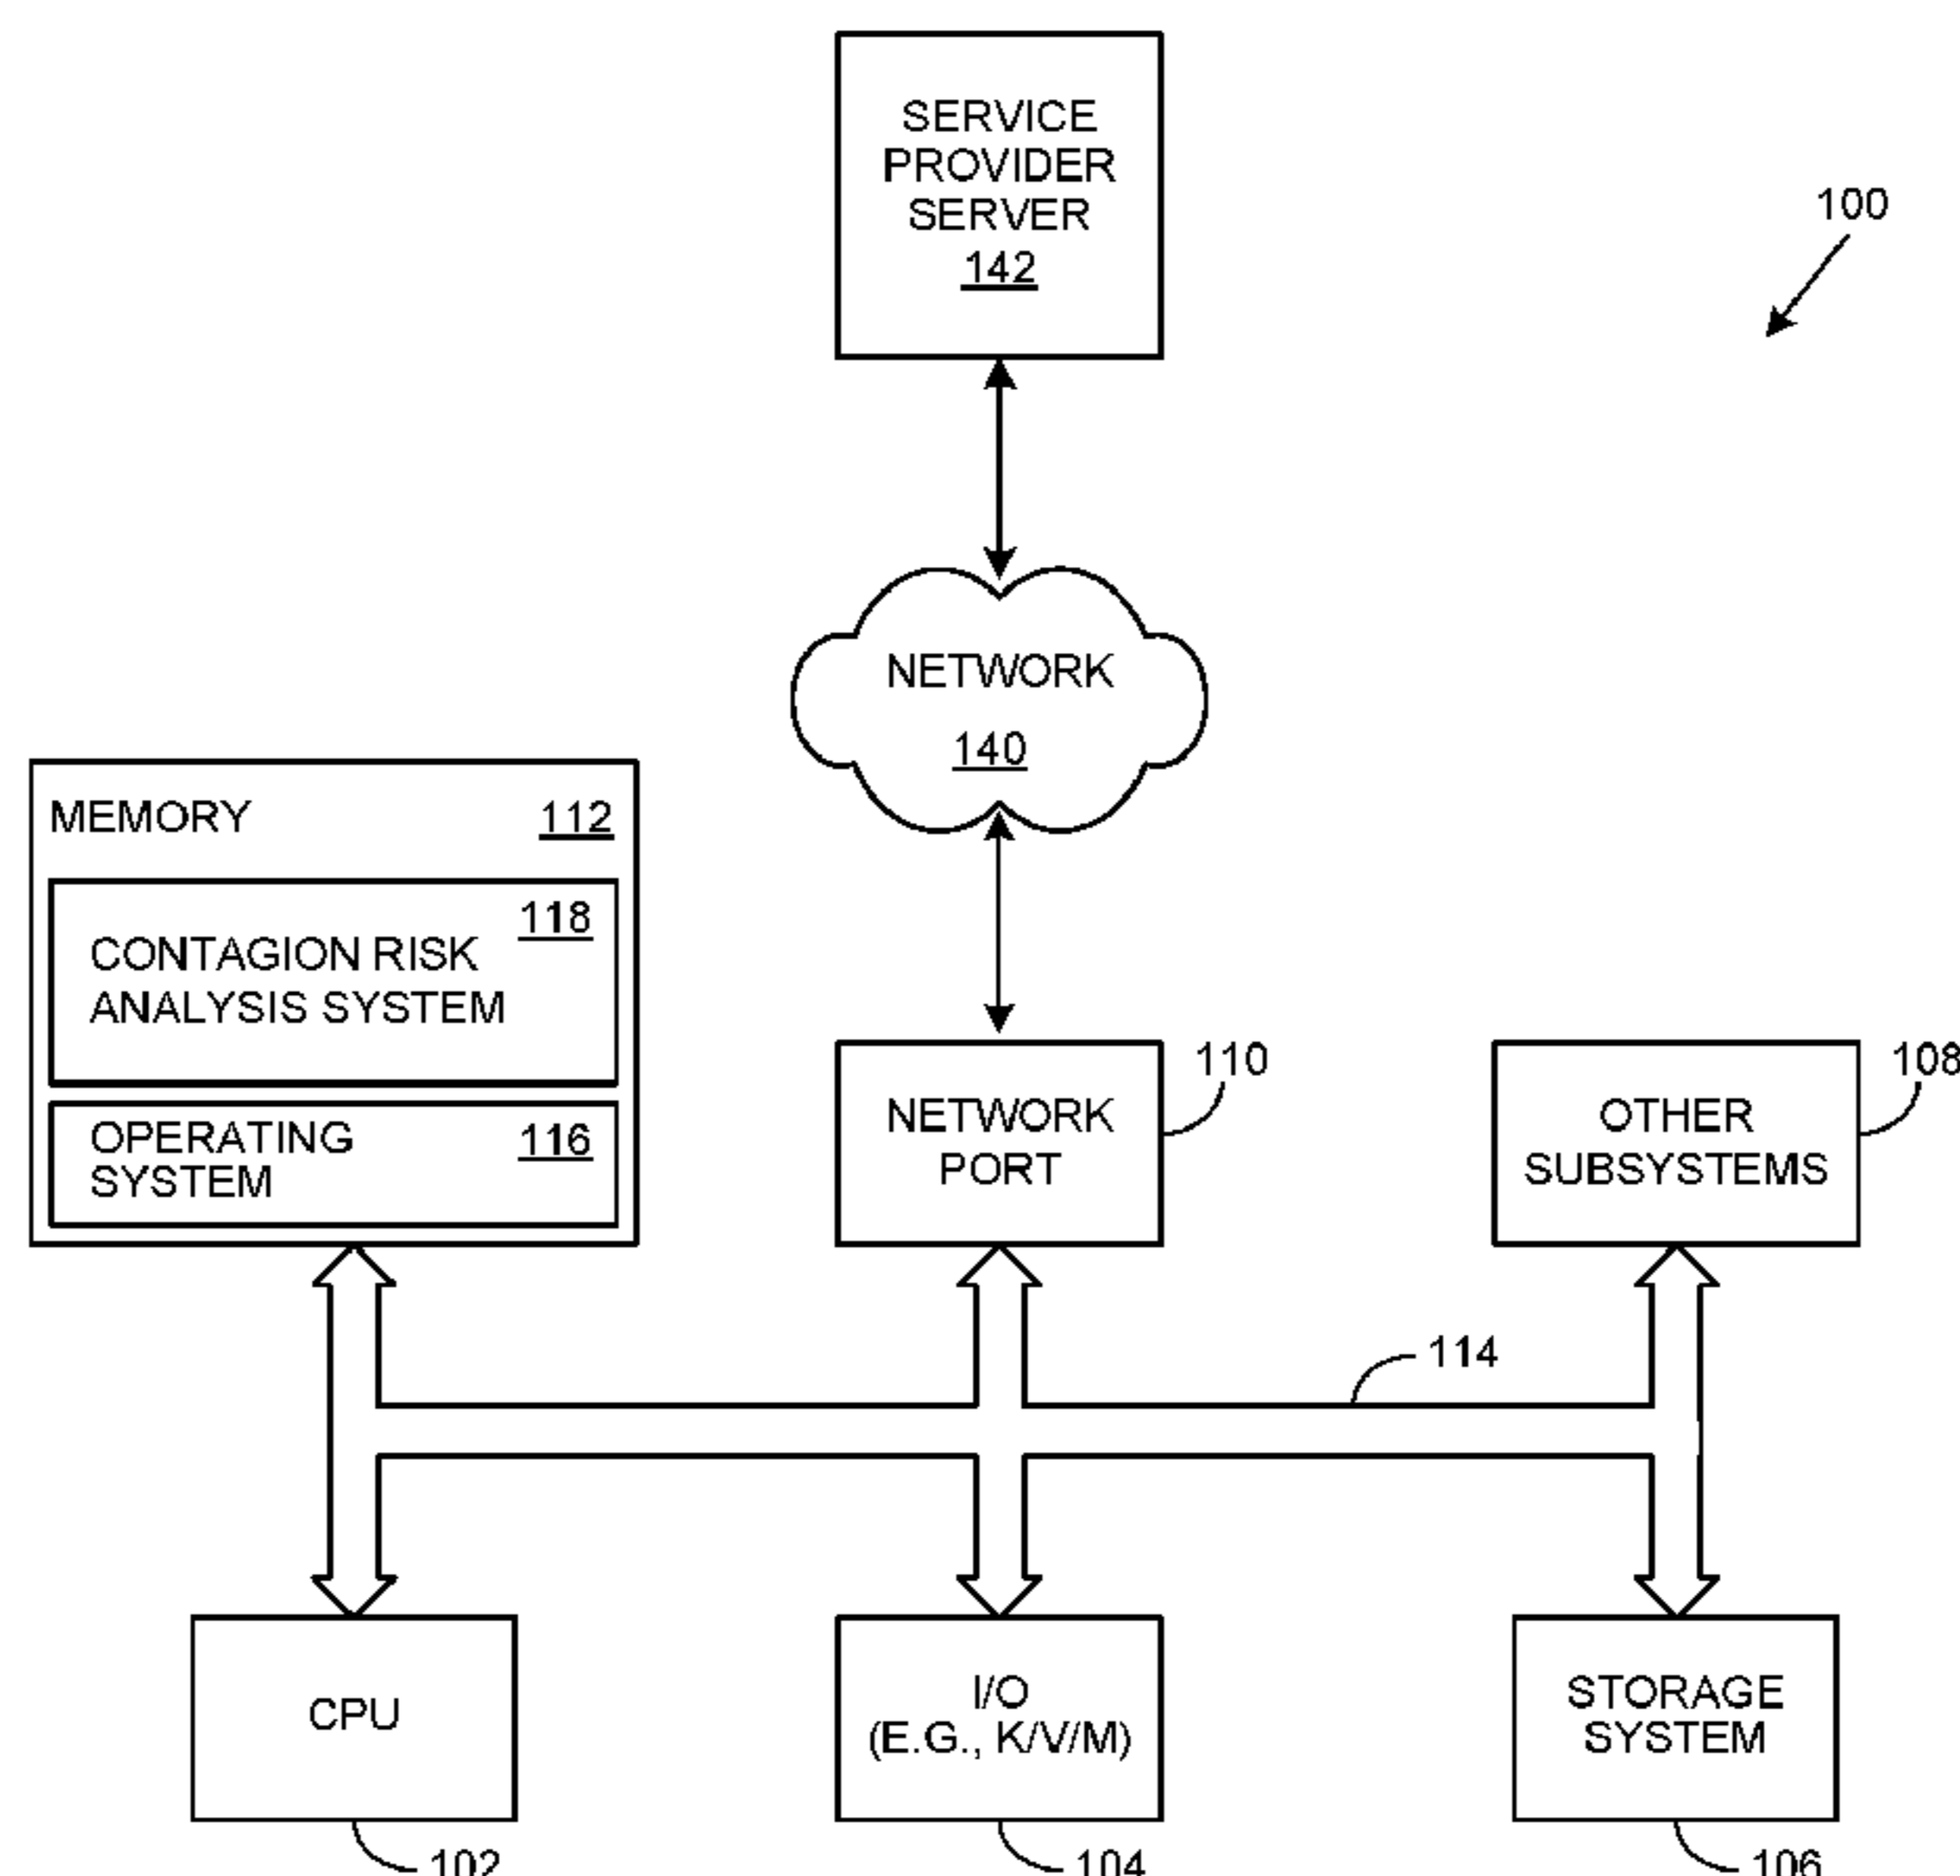 SERVICE
PROVIDER
SERVER
142
100
NETWORK
140
MEMORY 112
118
CONTAGION RISK
ANALYSIS SYSTEM
OPERATING 116
SYSTEM
NETWORK
PORT
110
OTHER
SUBSYSTEMS
108
114
CPU
102
I/O
(E.G., K/V/M)
104
STORAGE
SYSTEM
106